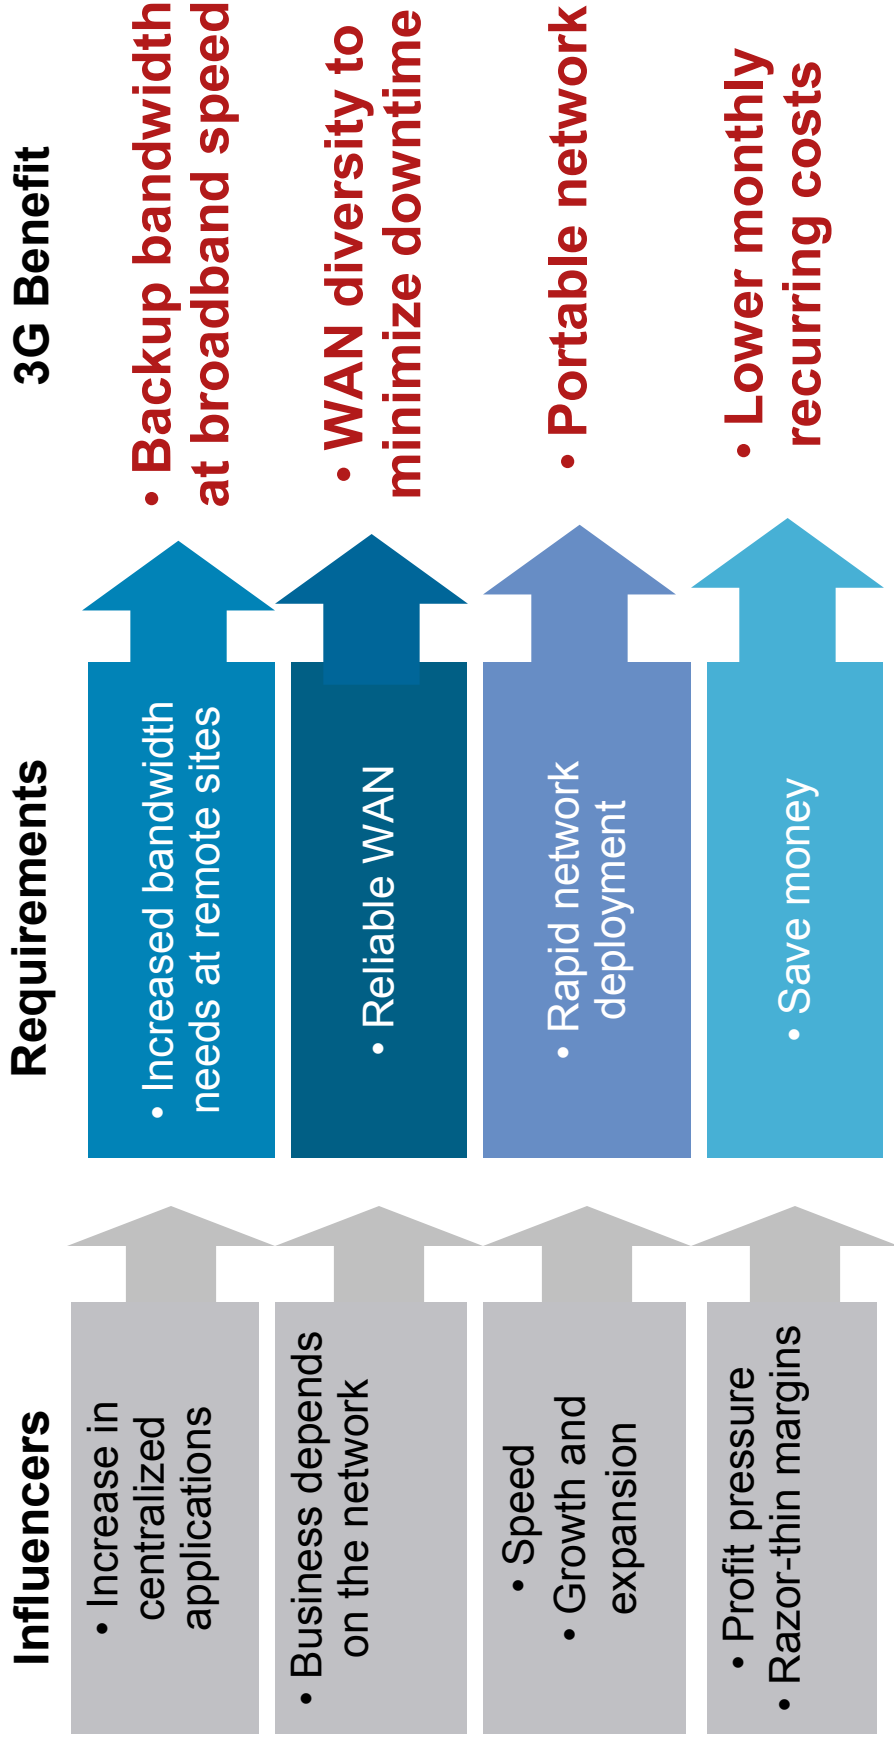 Influencers
Requirements
3G Benefit
• Increase in
centralized
applications
• Increased bandwidth
needs at remote sites
• Backup bandwidth
at broadband speed
• Business depends
on the network
• Reliable WAN
• WAN diversity to
minimize downtime
• Speed
• Growth and
expansion
• Rapid network
deployment
• Portable network
• Profit pressure
• Razor-thin margins
• Save money
• Lower monthly
recurring costs